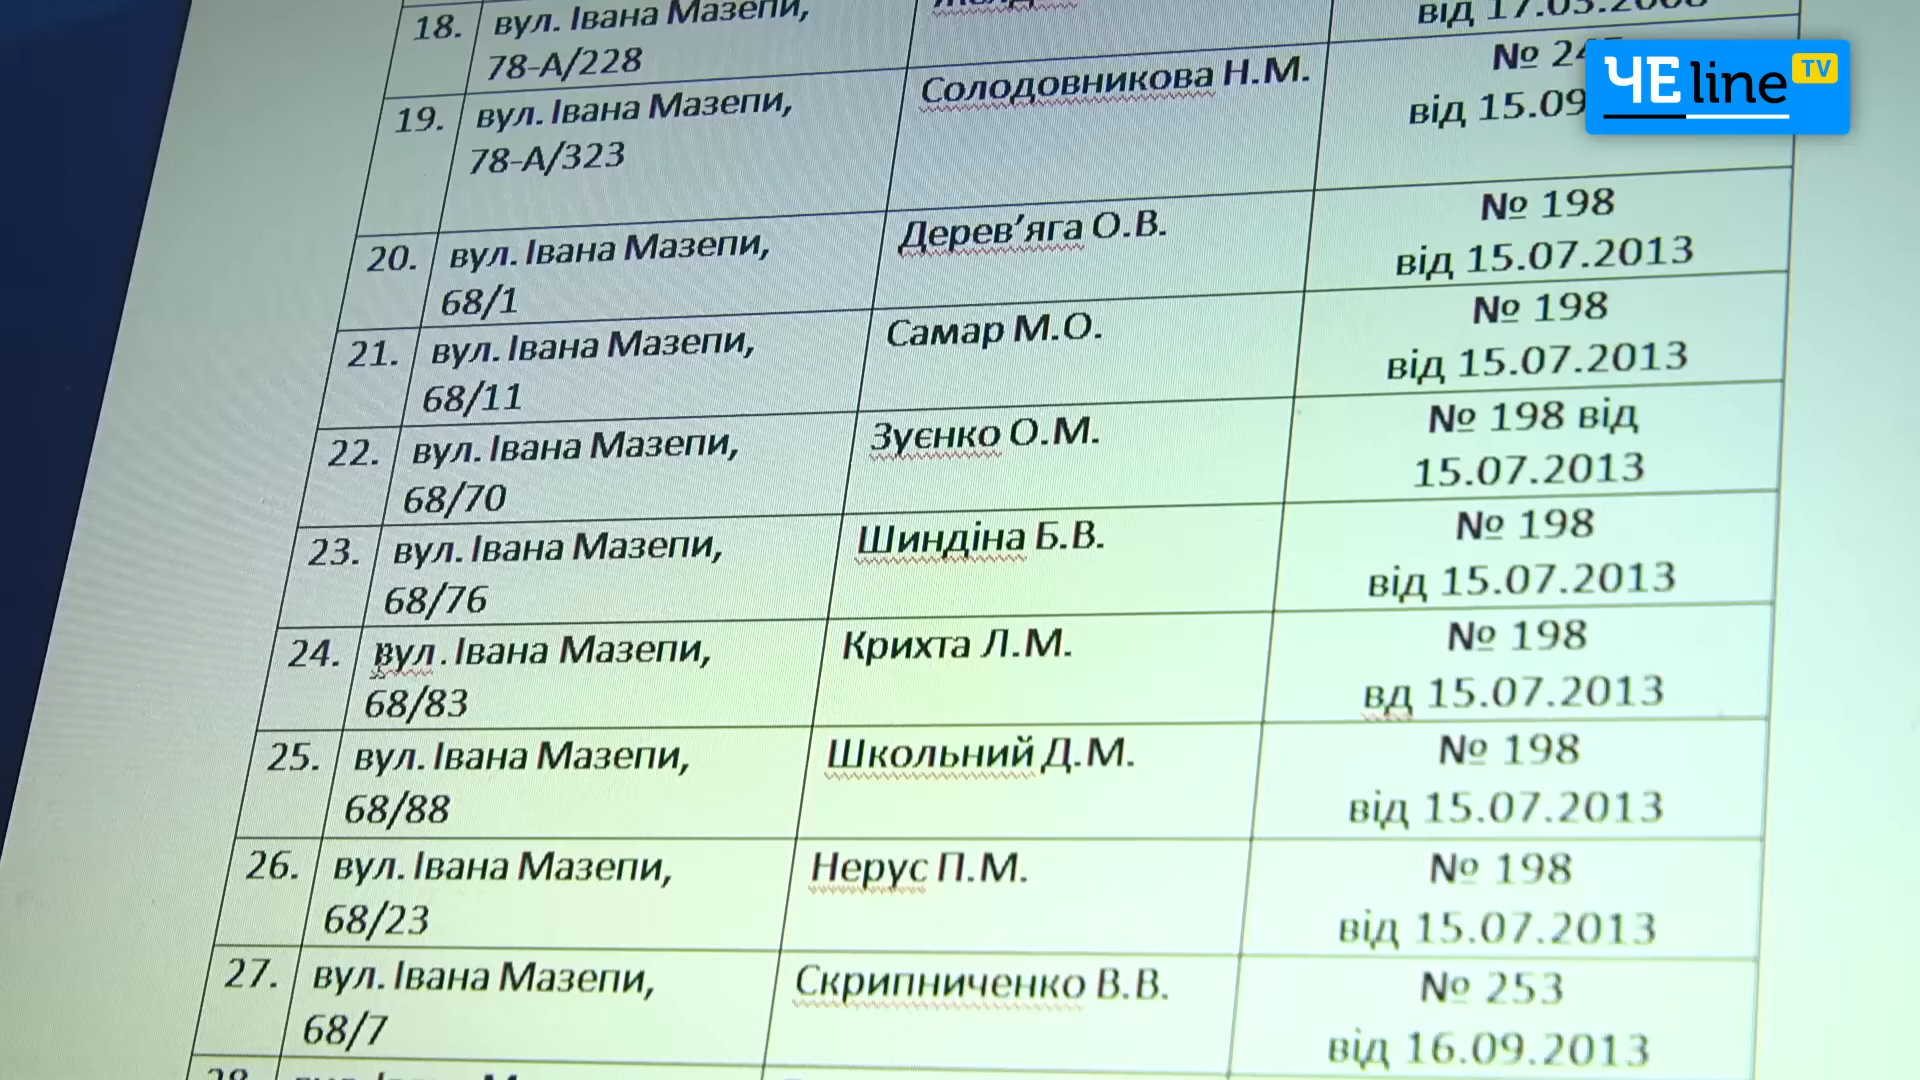 18. вул. Івана Мазепи,
78-А/228
від
19. вул. Івана Мазепи,
78-А/323
Солодовникова Н.М.
№
від 15.09
ЧЕ line TV
20. вул. Івана Мазепи,
68/1
Дерев’яга О.В.
№ 198
від 15.07.2013
21. вул. Івана Мазепи,
68/11
Самар М.О.
№ 198
від 15.07.2013
22. вул. Івана Мазепи,
68/70
Зуєнко О.М.
№ 198 від
15.07.2013
23. вул. Івана Мазепи,
68/76
Шиндіна Б.В.
№ 198
від 15.07.2013
24. вул. Івана Мазепи,
68/83
Крихта Л.М.
№ 198
вд 15.07.2013
25. вул. Івана Мазепи,
68/88
Школьний Д.М.
№ 198
від 15.07.2013
26. вул. Івана Мазепи,
68/23
Нерус П.М.
№ 198
від 15.07.2013
27. вул. Івана Мазепи,
68/7
Скрипниченко В.В.
№ 253
від 16.09.2013